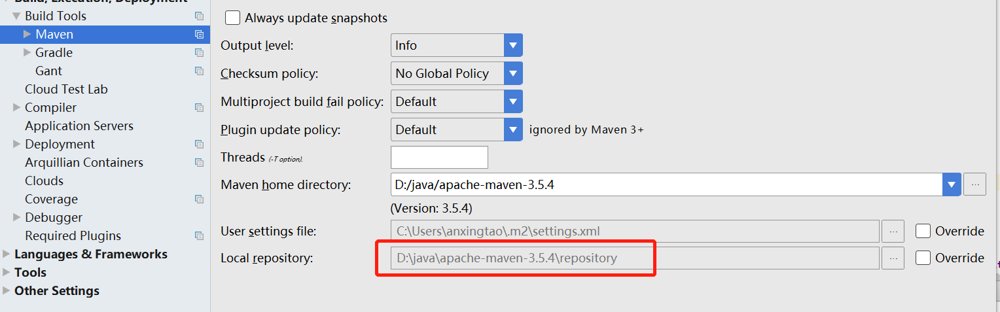 Build, Execution, Deployment
Build Tools
Maven
Gradle
Gant
Cloud Test Lab
Compiler
Application Servers
Deployment
Arquillian Containers
Clouds
Coverage
Debugger
Required Plugins
Languages & Frameworks
Tools
Other Settings
Always update snapshots
Output level: Info
Checksum policy: No Global Policy
Multiproject build fail policy: Default
Plugin update policy: Default ignored by Maven 3+
Threads (-T option).
Maven home directory: D:/java/apache-maven-3.5.4 ...
(Version: 3.5.4)
User settings file: C:\Users\anxingtao\.m2\settings.xml ... Override
Local repository: D:\java\apache-maven-3.5.4\repository ... Override